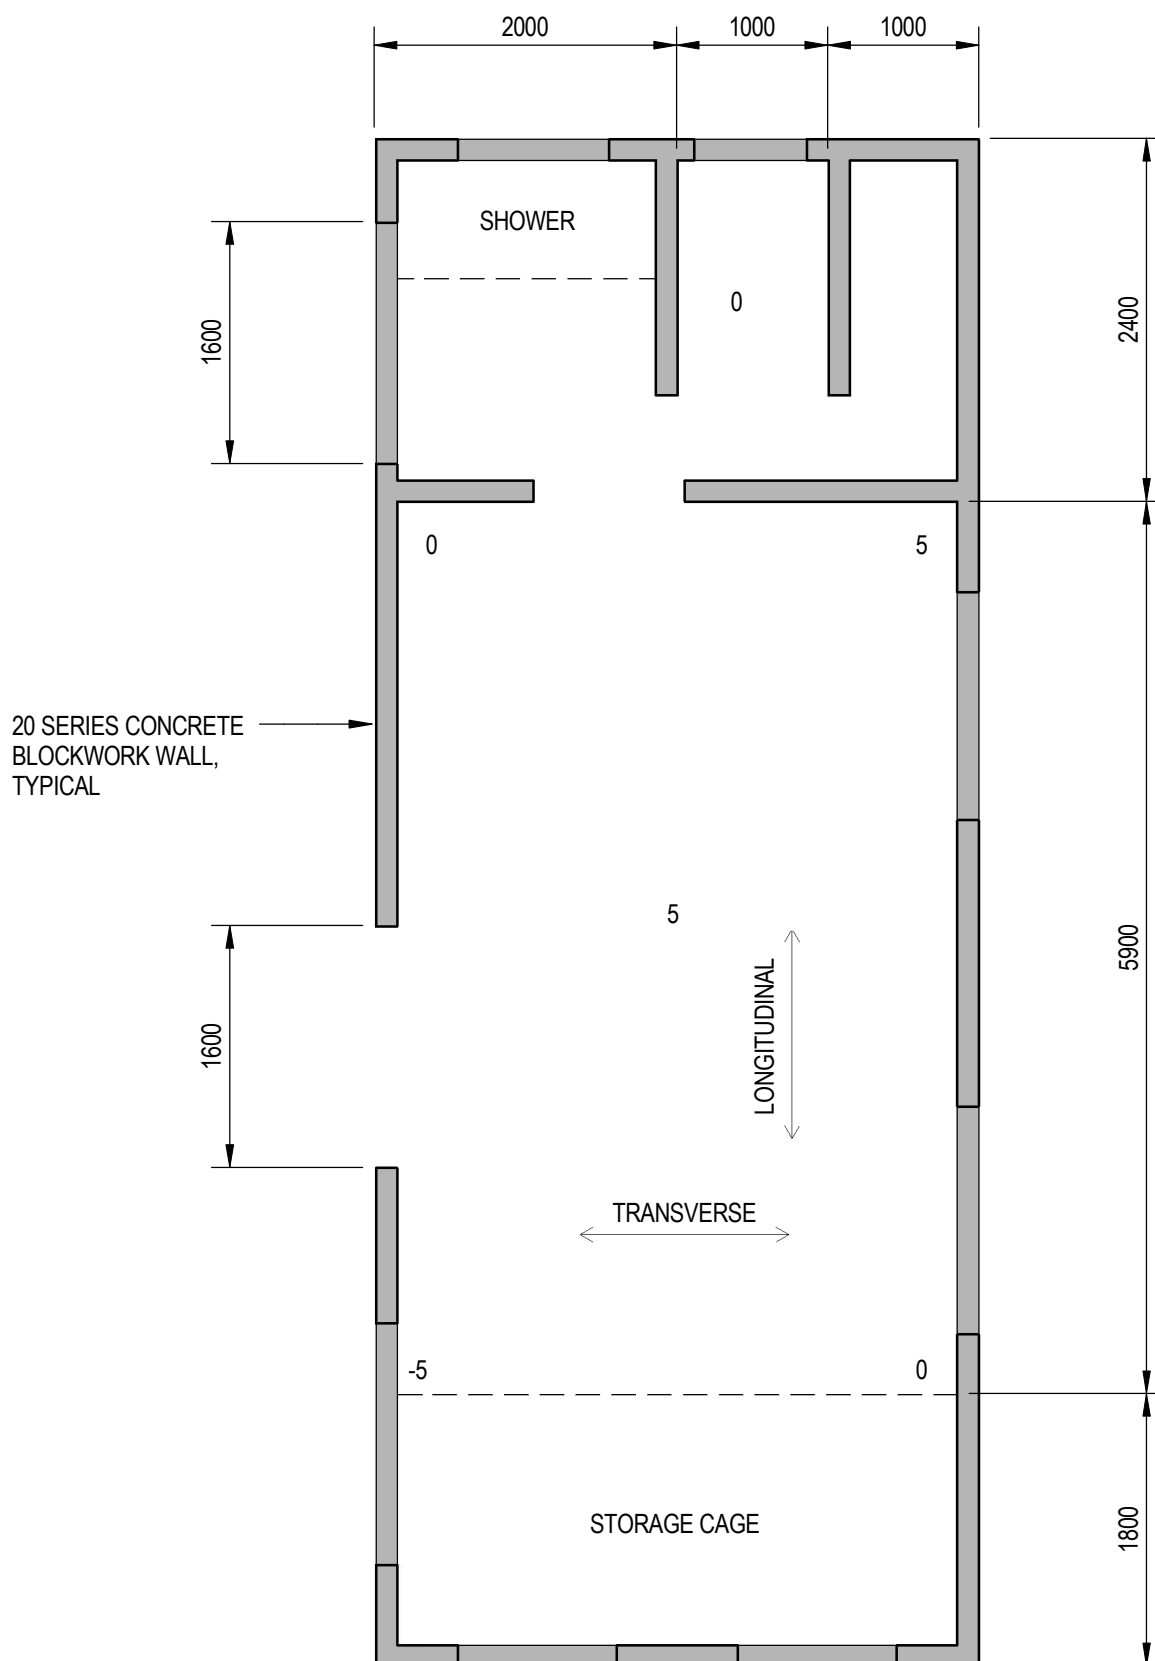 2000
1000
1000
SHOWER
0
1600
2400
0
5
20 SERIES CONCRETE
BLOCKWORK WALL,
TYPICAL
5
5900
LONGITUDINAL
1600
TRANSVERSE
-5
0
STORAGE CAGE
1800